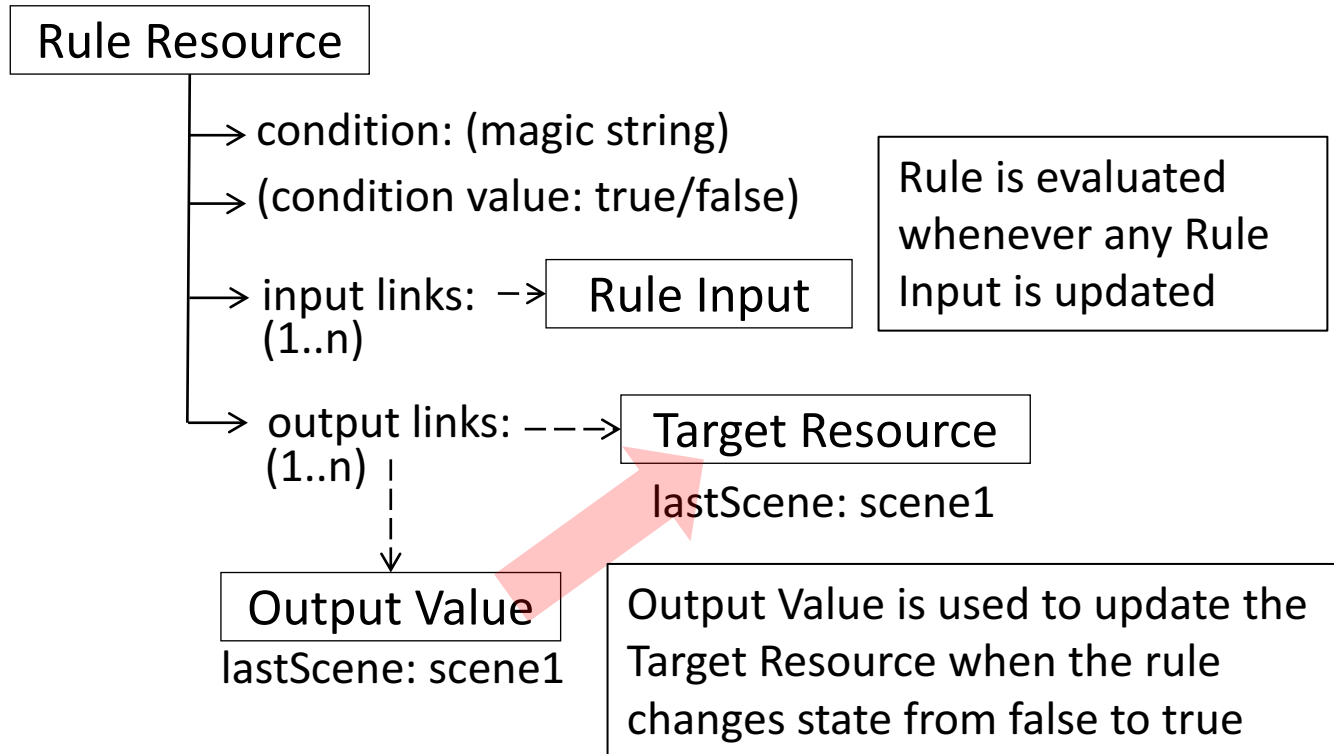 Rule Resource
condition: (magic string)
(condition value: true/false)
input links:
(1..n)
Rule Input
Rule is evaluated
whenever any Rule
Input is updated
output links:
(1..n)
Target Resource
lastScene: scene1
Output Value
lastScene: scene1
Output Value is used to update the
Target Resource when the rule
changes state from false to true